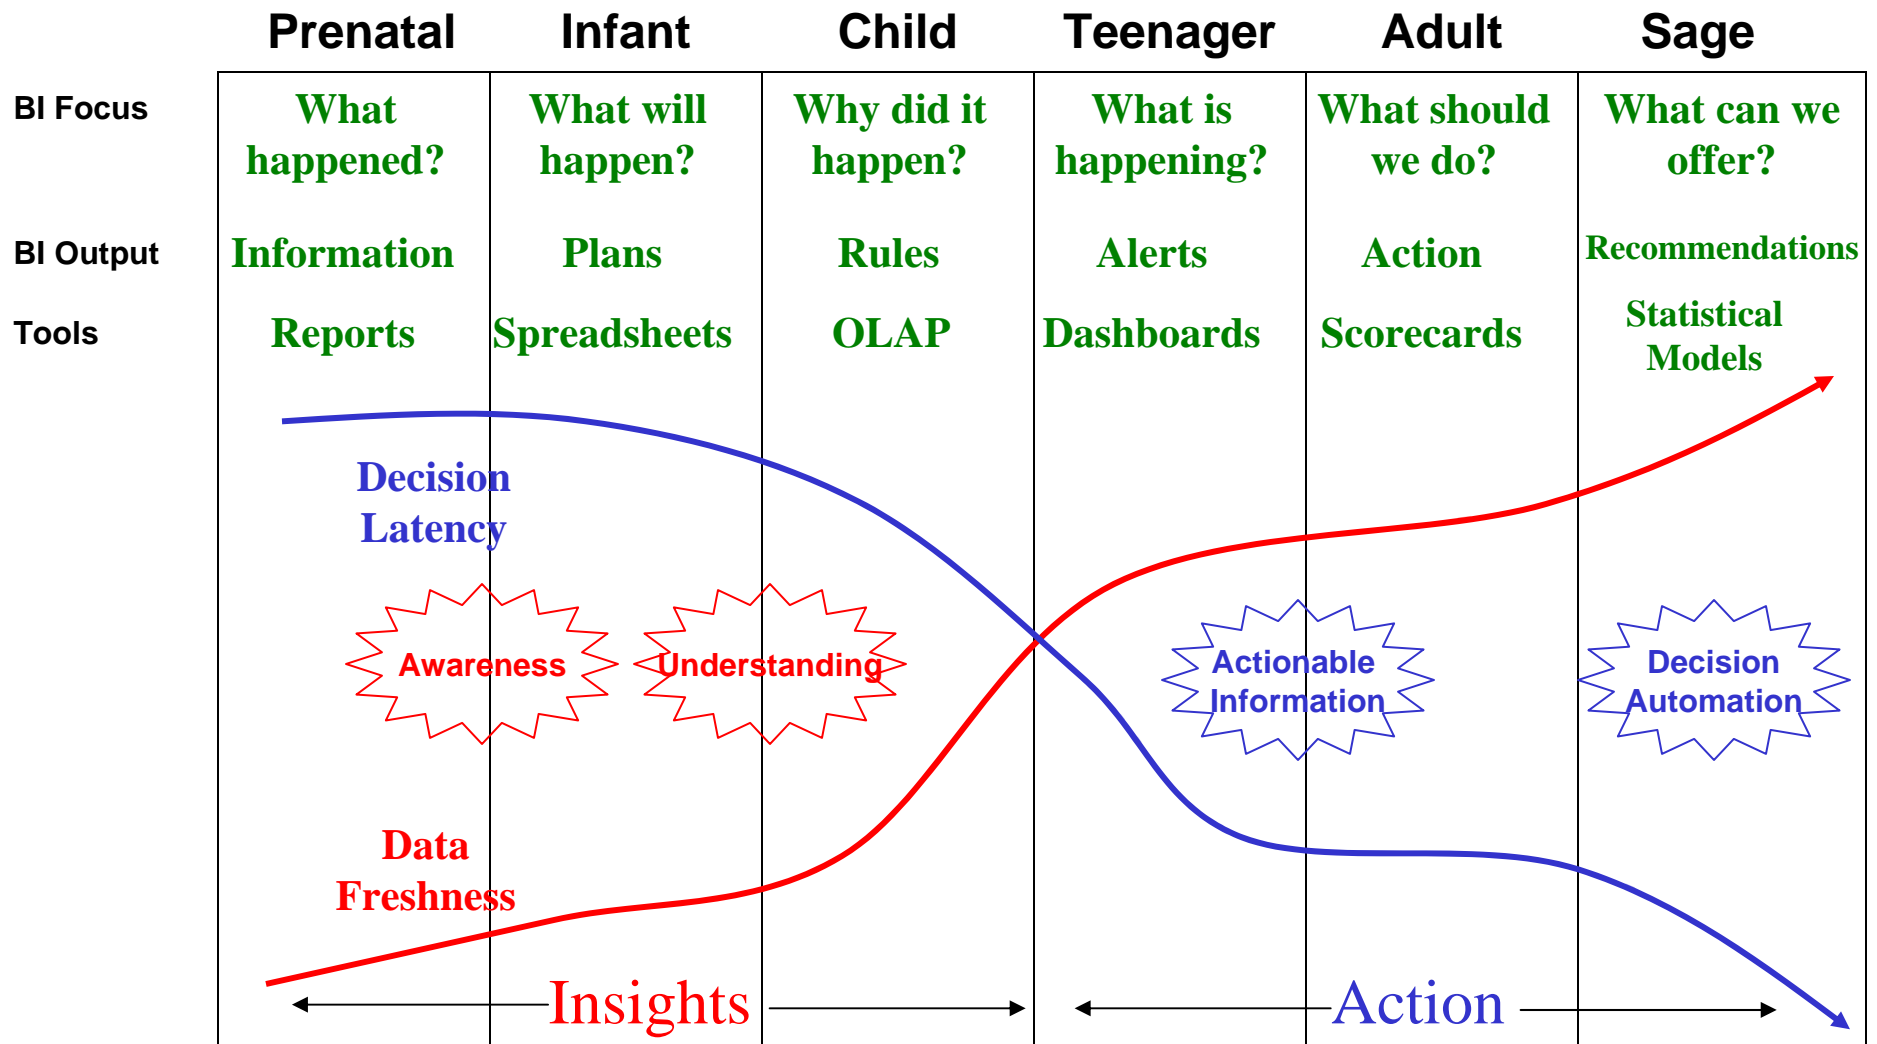 Prenatal Infant Child Teenager Adult Sage
BI Focus
What
happened?
What will
happen?
Why did it
happen?
What is
happening?
What should
we do?
What can we
offer?
BI Output
Information
Plans
Rules
Alerts
Action
Recommendations
Tools
Reports
Spreadsheets
OLAP
Dashboards
Scorecards
Statistical
Models
Decision
Latency
Awareness
Understanding
Actionable
Information
Decision
Automation
Data
Freshness
Insights
Action